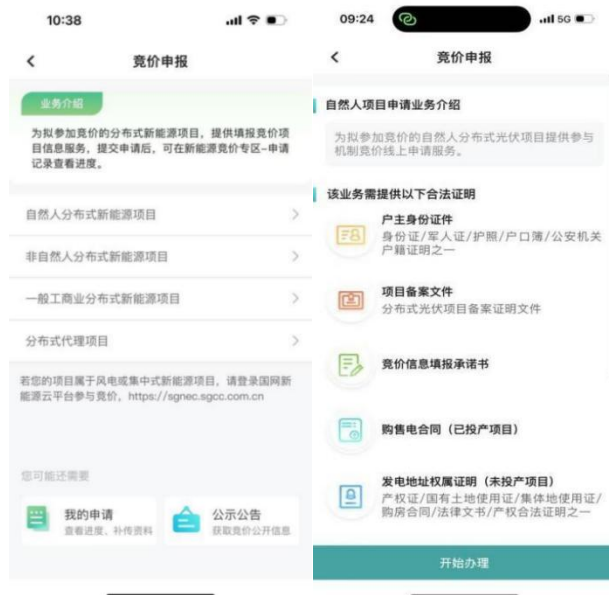 10:38
竞价申报
业务介绍
为拟参加竞价的分布式新能源项目，提供填报竞价项
目信息服务，提交申请后，可在新能源竞价专区-申请
记录查看进度。
自然人分布式新能源项目
非自然人分布式新能源项目
一般工商业分布式新能源项目
分布式代理项目
若您的项目属于风电或集中式新能源项目，请登录国网新
能源云平台参与竞价，https://sgnec.sgcc.com.cn
您可能还需要
我的申请
查看进度、补传资料
公示公告
获取竞价公开信息
09:24
5G
竞价申报
自然人项目申请业务介绍
为拟参加竞价的自然人分布式光伏项目提供参与
机制竞价线上申请服务。
该业务需提供以下合法证明
户主身份证件
身份证/军人证/护照/户口簿/公安机关
户籍证明之一
项目备案文件
分布式光伏项目备案证明文件
竞价信息填报承诺书
购售电合同（已投产项目）
发电地址权属证明（未投产项目）
产权证/国有土地使用证/集体地使用证/
购房合同/法律文书/产权合法证明之一
开始办理